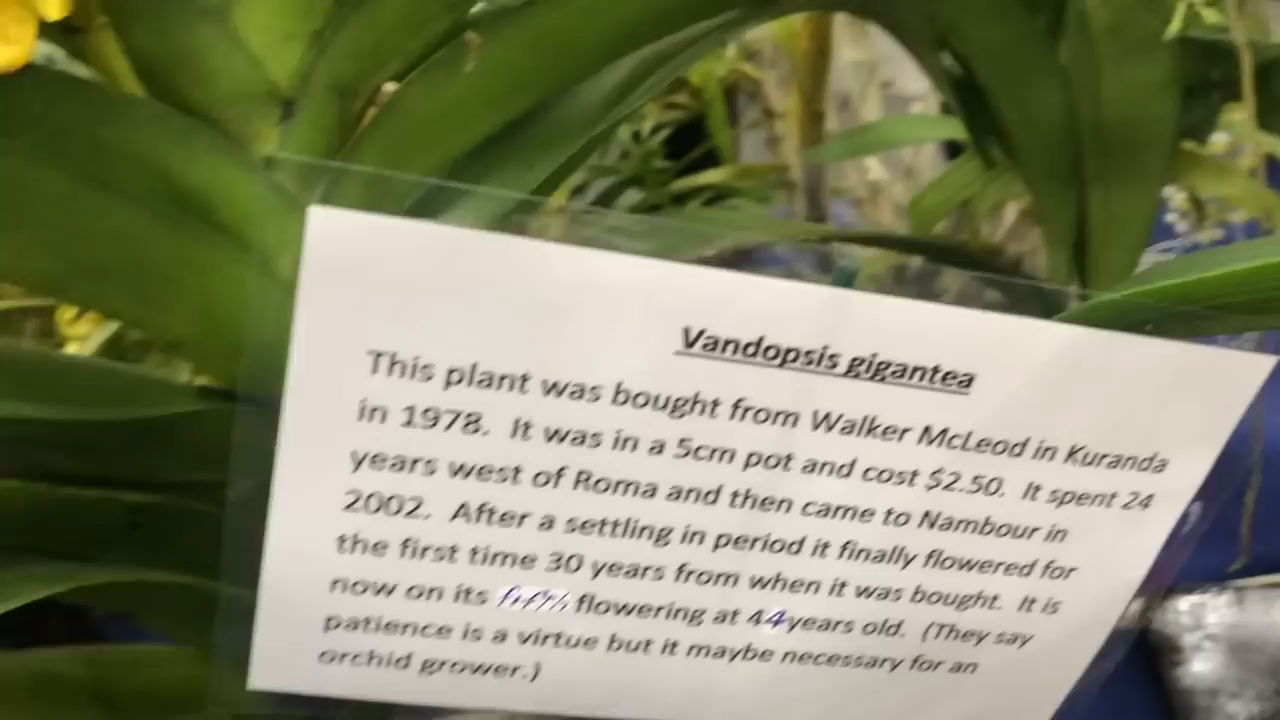 Vandopsis gigantea
This plant was bought from Walker McLeod in Kuranda
in 1978. It was in a 5cm pot and cost $2.50. It spent 24
years west of Roma and then came to Nambour in
2002. After a settling in period it finally flowered for
the first time 30 years from when it was bought. It is
now on its fifth flowering at 44 years old. (They say
patience is a virtue but it maybe necessary for an
orchid grower.)